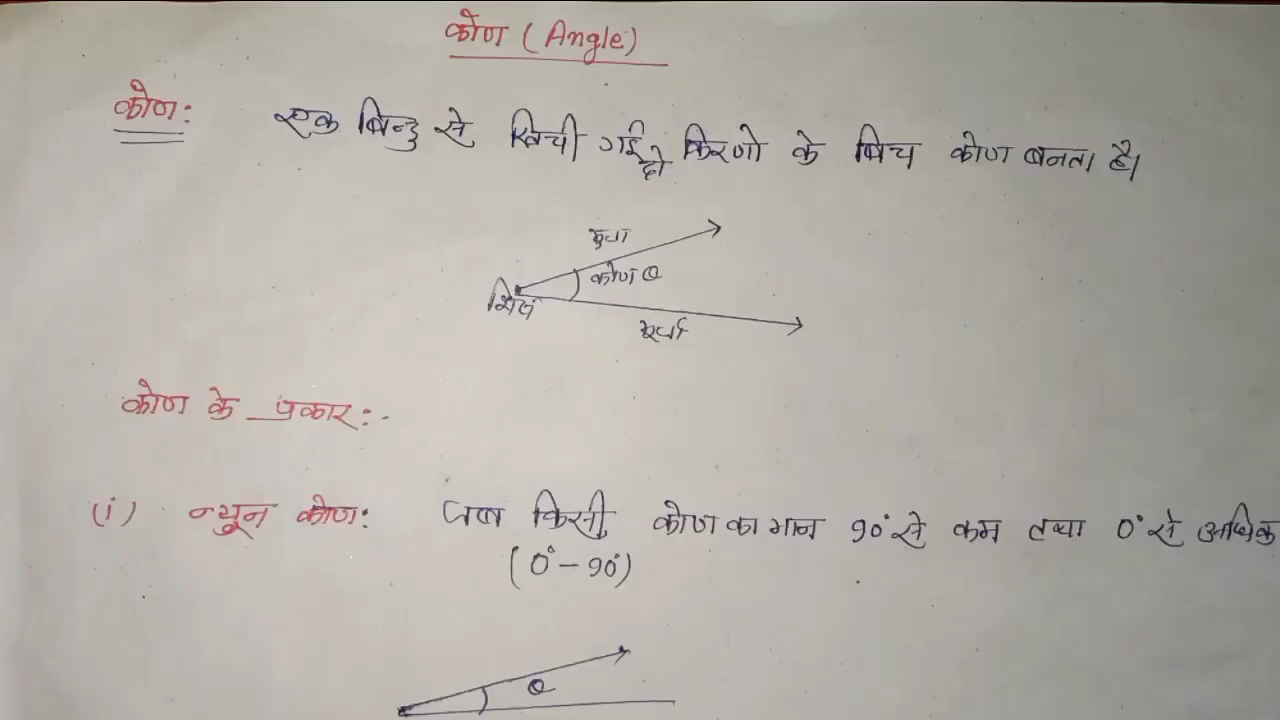 कोण (Angle)
कोण: एक बिन्दु से खिची गई दो किरणो के बिच कोण बनता है।
भुजा
कोण θ
भुजा
कोण के प्रकार:-
(i) न्यून कोण: जब किसी कोण का मान 90° से कम तथा 0° से अधिक
(0° - 90°)
θ